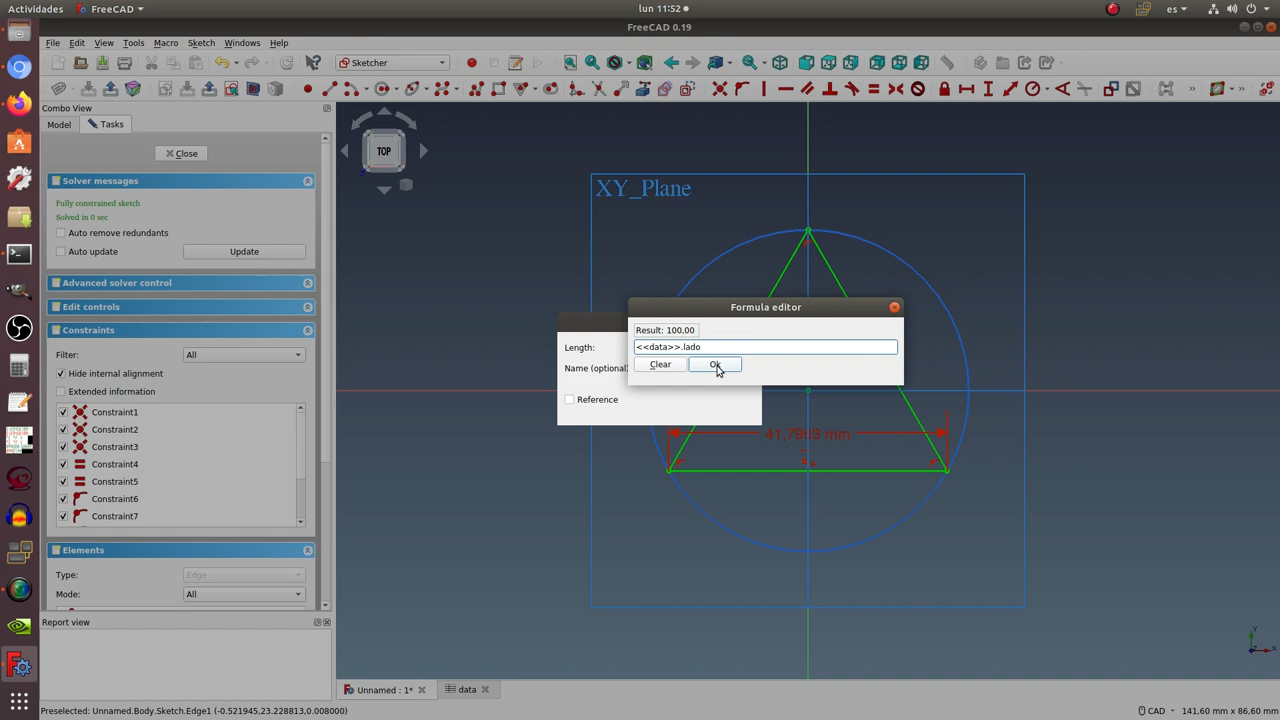 Actividades
FreeCAD
lun 11:52
es
FreeCAD 0.19
File Edit View Tools Macro Sketch Windows Help
Sketcher
Combo View
Model
Tasks
Close
Solver messages
Fully constrained sketch
Solved in 0 sec
Auto remove redundants
Auto update
Update
Advanced solver control
Edit controls
Constraints
Filter:
All
Hide internal alignment
Extended information
Constraint1
Constraint2
Constraint3
Constraint4
Constraint5
Constraint6
Constraint7
Elements
Type:
Edge
Mode:
All
Report view
TOP
XY_Plane
Length:
Name (optional)
Reference
Formula editor
Result: 100,00
<<data>>.lado
Clear
Ok
41,7998 mm
Y
Z
X
Unnamed : 1*
data
Preselected: Unnamed.Body.Sketch.Edge1 (-0.521945,23.228813,0.008000)
CAD
141,60 mm x 86,60 mm